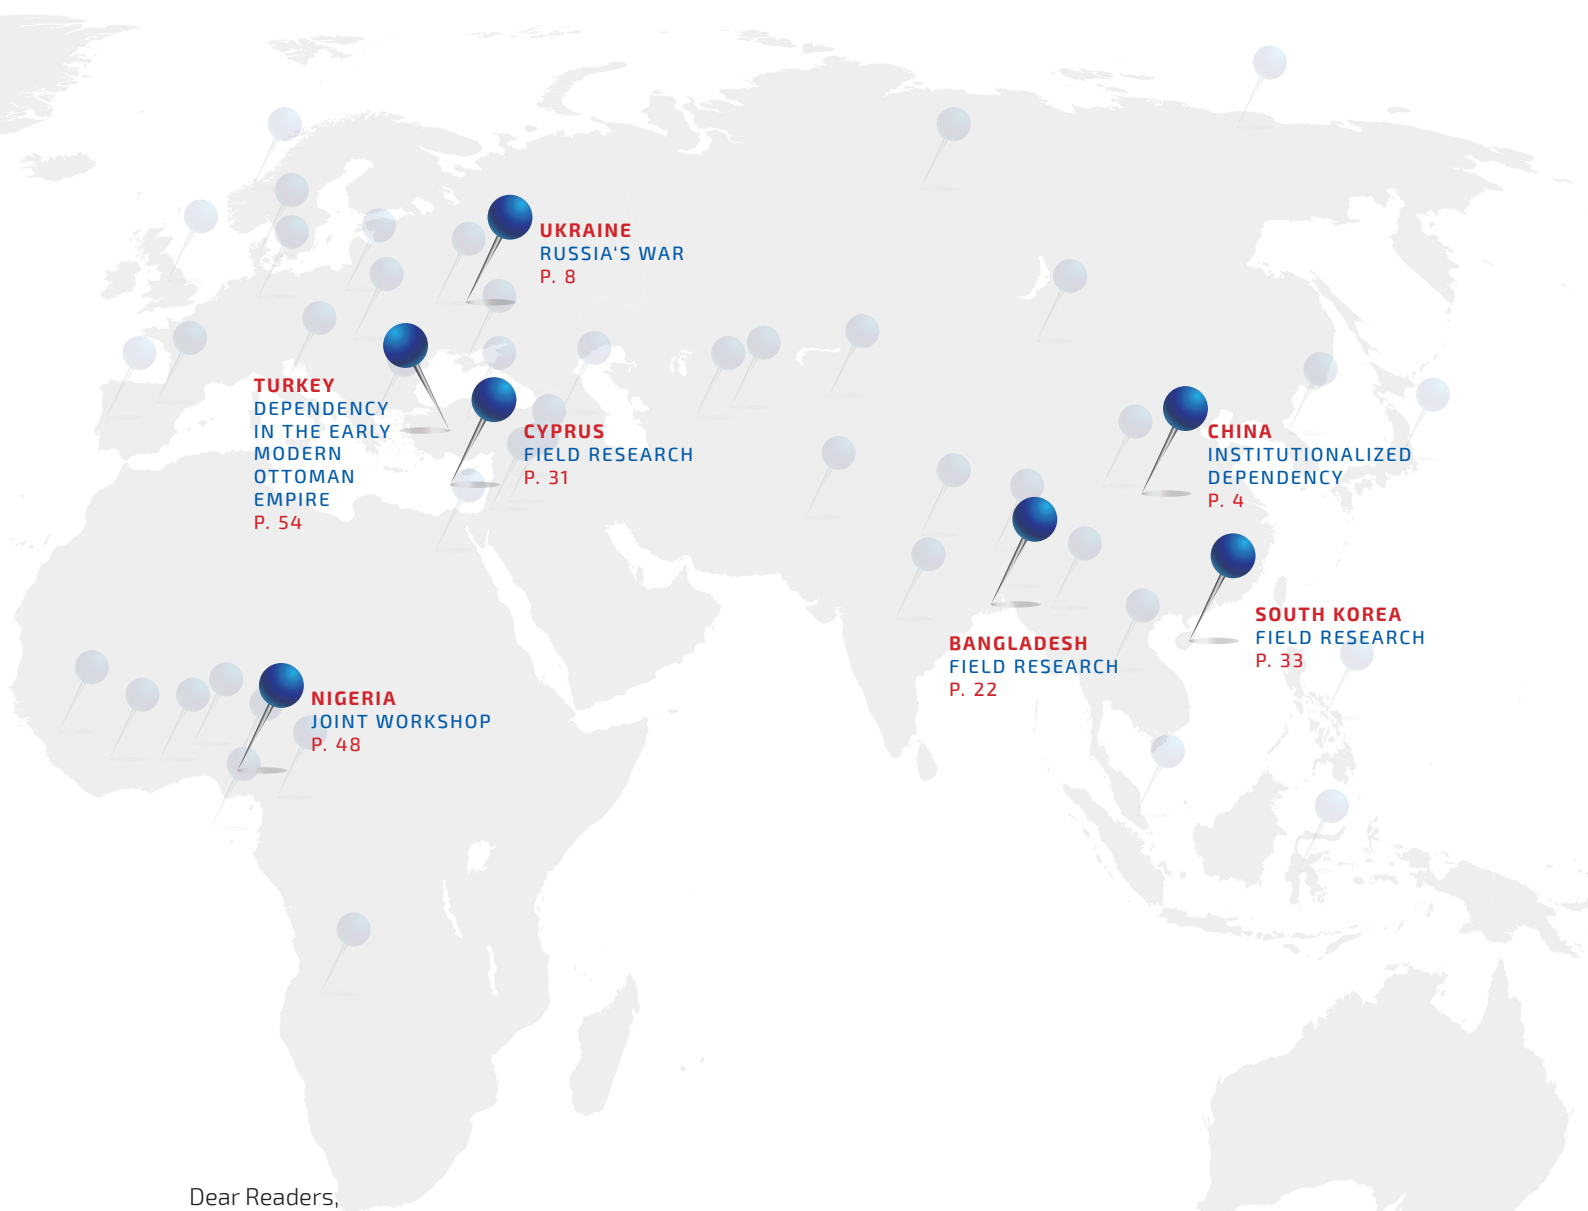 UKRAINE
RUSSIA‘S WAR
P. 8
TURKEY
DEPENDENCY
IN THE EARLY
MODERN
OTTOMAN
EMPIRE
P. 54
CYPRUS
FIELD RESEARCH
P. 31
CHINA
INSTITUTIONALIZED
DEPENDENCY
P. 4
SOUTH KOREA
FIELD RESEARCH
P. 33
BANGLADESH
FIELD RESEARCH
P. 22
NIGERIA
JOINT WORKSHOP
P. 48
Dear Readers,